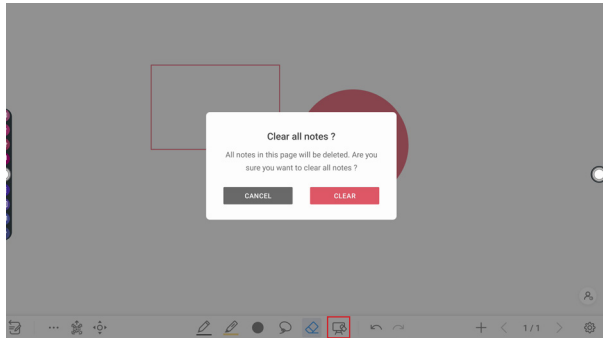 Clear all notes ?
All notes in this page will be deleted. Are you
sure you want to clear all notes ?
CANCEL
CLEAR
1/1